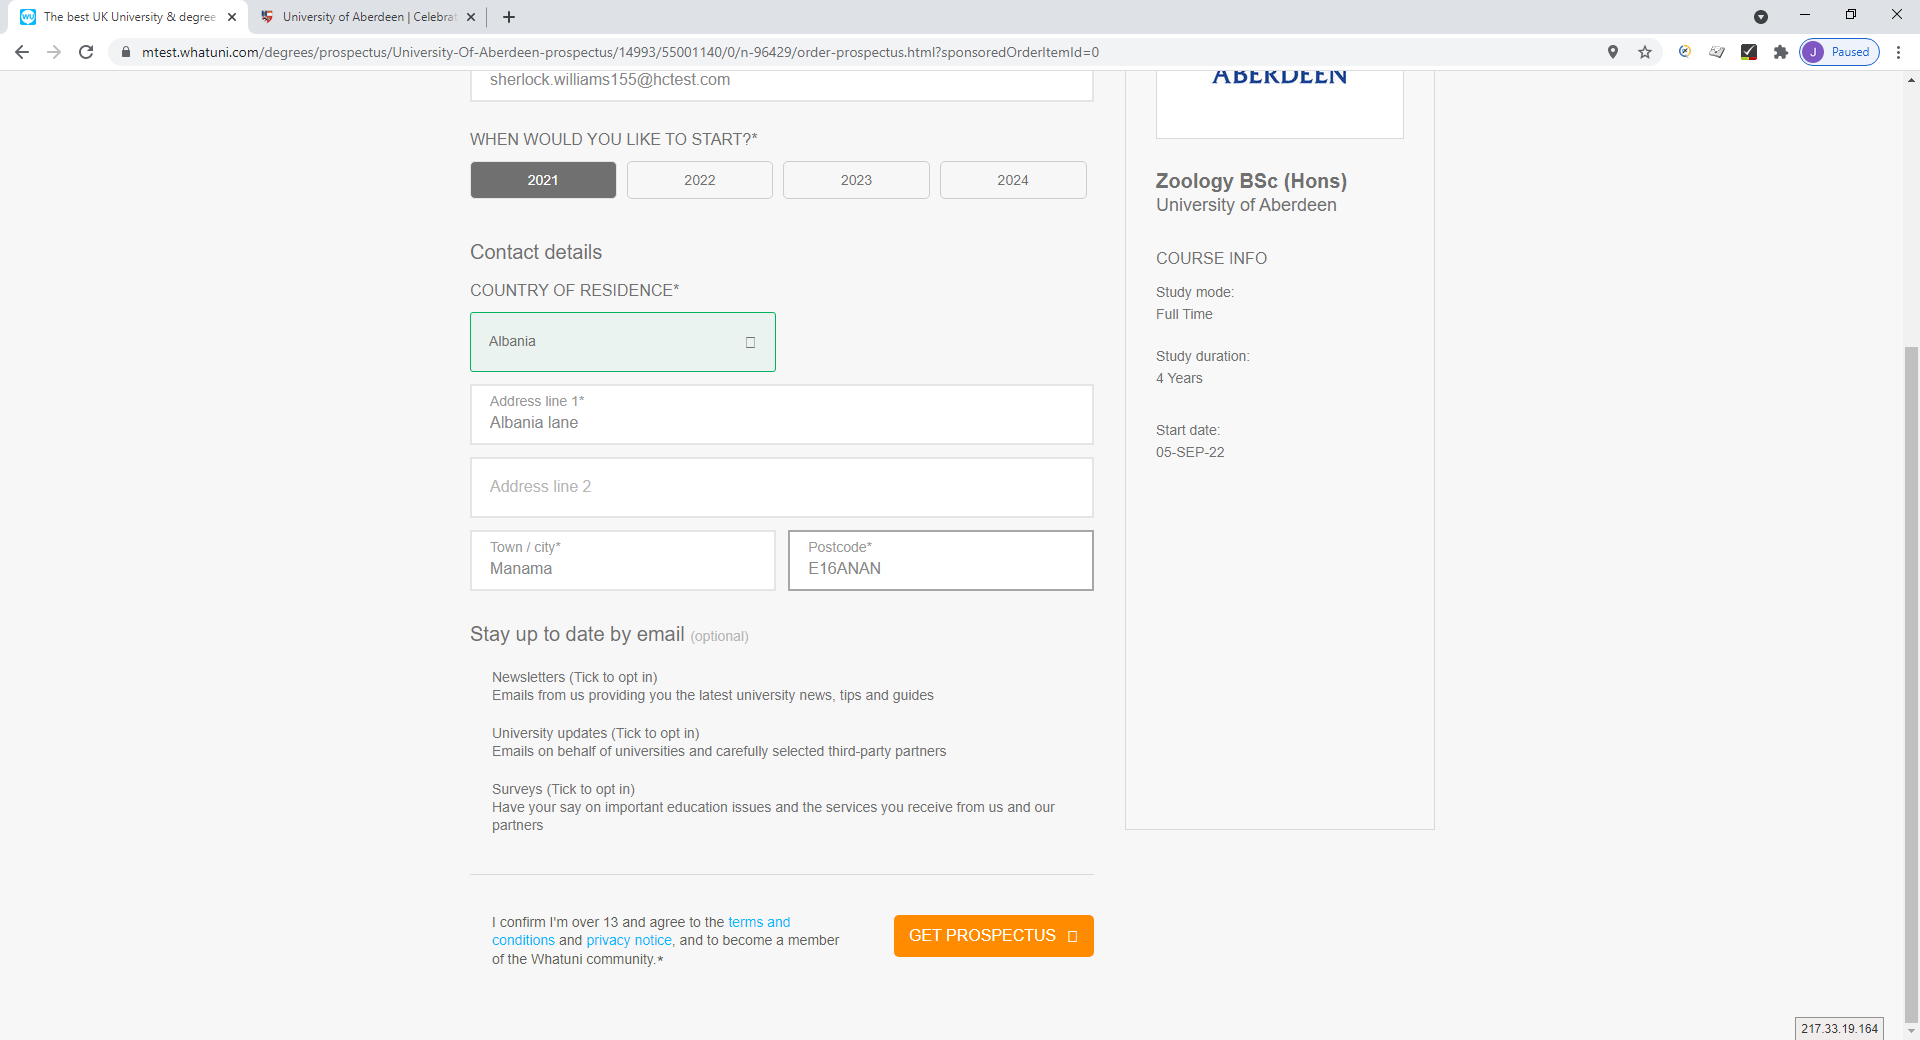 The best UK University & degree
University of Aberdeen | Celebrat
mtest.whatuni.com/degrees/prospectus/University-Of-Aberdeen-prospectus/14993/55001140/0/n-96429/order-prospectus.html?sponsoredOrderItemId=0
J Paused
sherlock.williams155@hctest.com
WHEN WOULD YOU LIKE TO START?*
2021 2022 2023 2024
Contact details
COUNTRY OF RESIDENCE*
Albania
Address line 1*
Albania lane
Address line 2
Town / city*
Manama
Postcode*
E16ANAN
Stay up to date by email (optional)
Newsletters (Tick to opt in)
Emails from us providing you the latest university news, tips and guides
University updates (Tick to opt in)
Emails on behalf of universities and carefully selected third-party partners
Surveys (Tick to opt in)
Have your say on important education issues and the services you receive from us and our
partners
I confirm I'm over 13 and agree to the terms and
conditions and privacy notice, and to become a member
of the Whatuni community.*
GET PROSPECTUS
ABERDEEN
Zoology BSc (Hons)
University of Aberdeen
COURSE INFO
Study mode:
Full Time
Study duration:
4 Years
Start date:
05-SEP-22
217.33.19.164